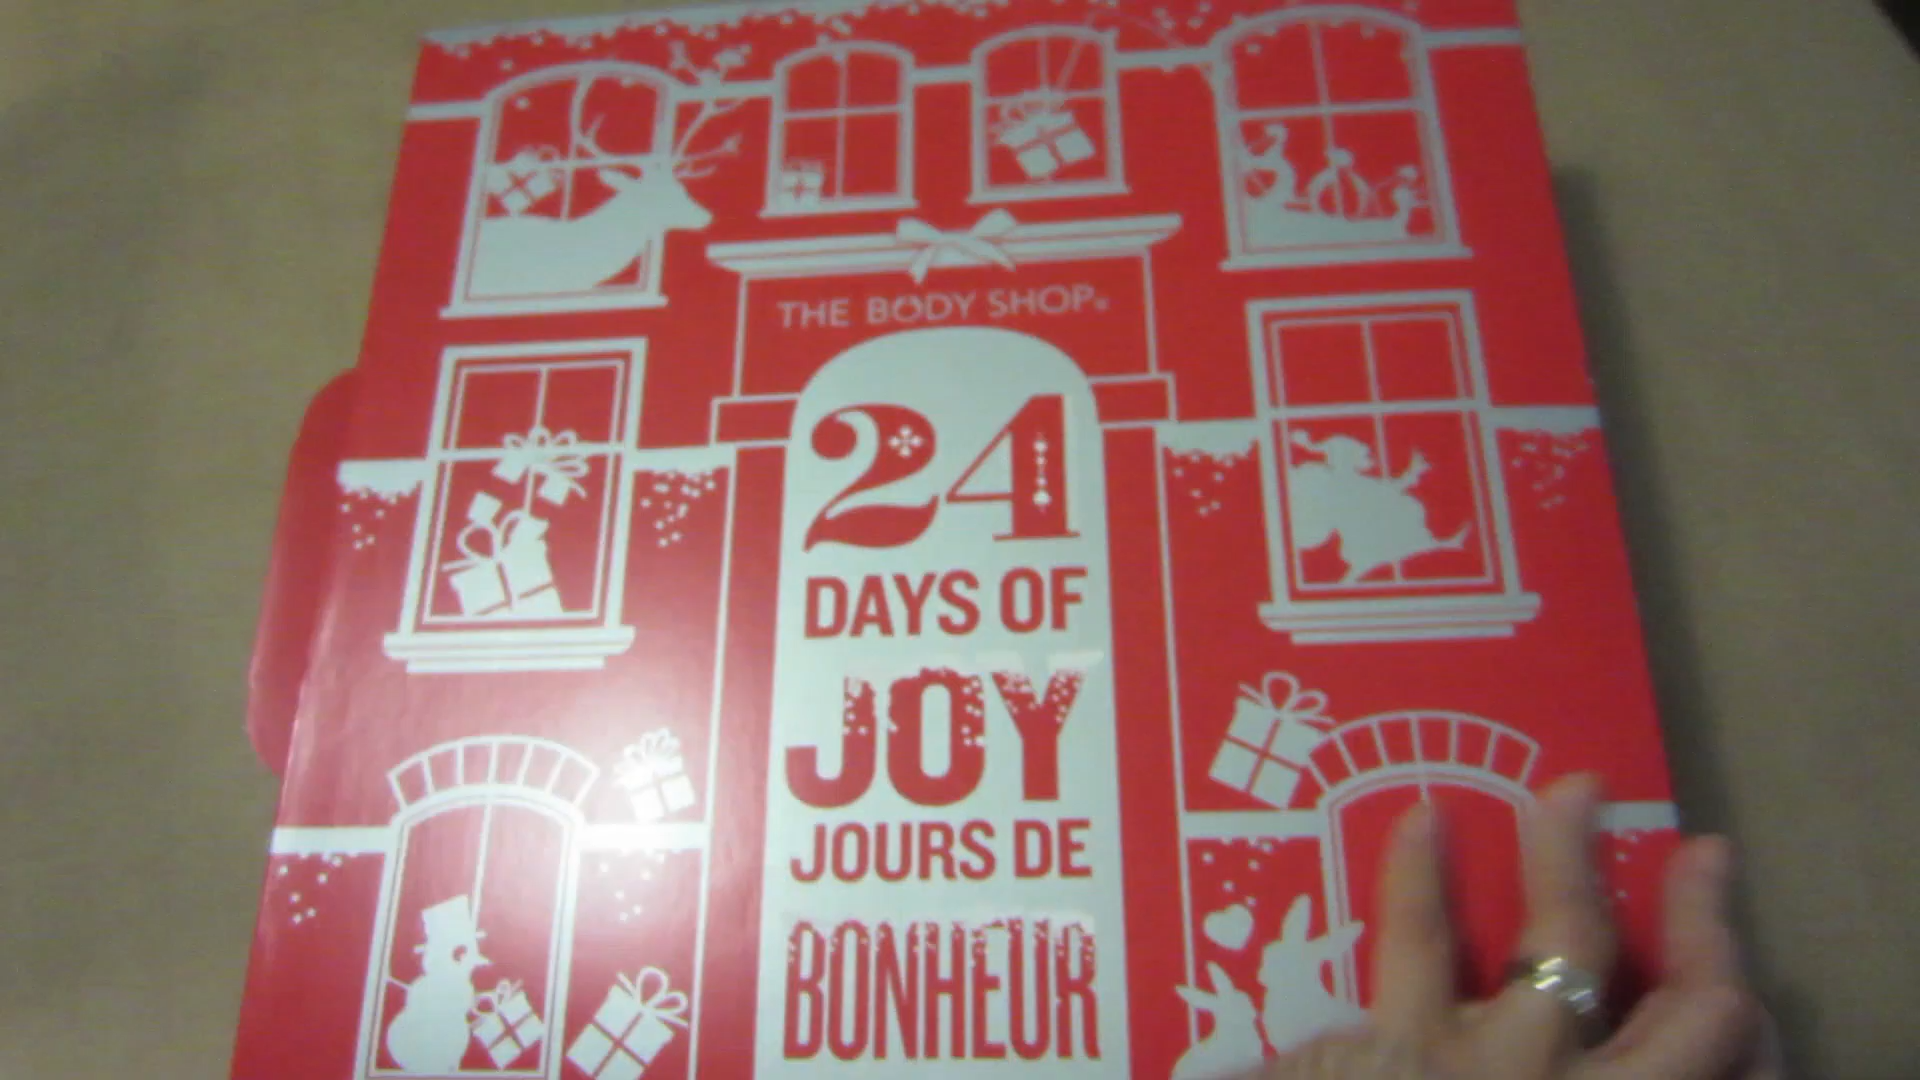 THE BODY SHOP®
24
DAYS OF
JOY
JOURS DE
BONHEUR